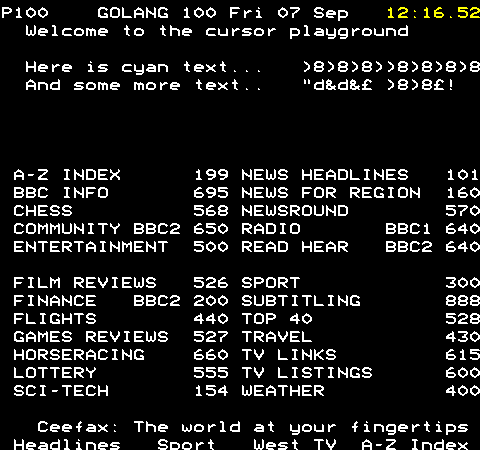 P100 GOLANG 100 Fri 07 Sep 12:16.52
Welcome to the cursor playground
Here is cyan text... )8)8)8))8)8)8)8
And some more text.. "d&d&£ )8)8£!
A-Z INDEX 199 NEWS HEADLINES 101
BBC INFO 695 NEWS FOR REGION 160
CHESS 568 NEWSROUND 570
COMMUNITY BBC2 650 RADIO BBC1 640
ENTERTAINMENT 500 READ HEAR BBC2 640
FILM REVIEWS 526 SPORT 300
FINANCE BBC2 200 SUBTITLING 888
FLIGHTS 440 TOP 40 528
GAMES REVIEWS 527 TRAVEL 430
HORSERACING 660 TV LINKS 615
LOTTERY 555 TV LISTINGS 600
SCI-TECH 154 WEATHER 400
Ceefax: The world at your fingertips
Headlines Sport West TV A-Z Index